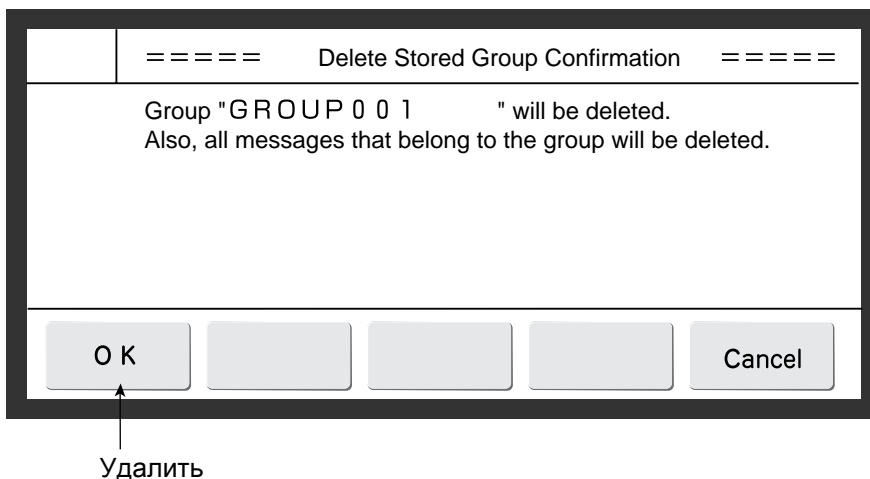 ===== Delete Stored Group Confirmation =====
Group "GROUP001 " will be deleted.
Also, all messages that belong to the group will be deleted.
OK Cancel
Удалить